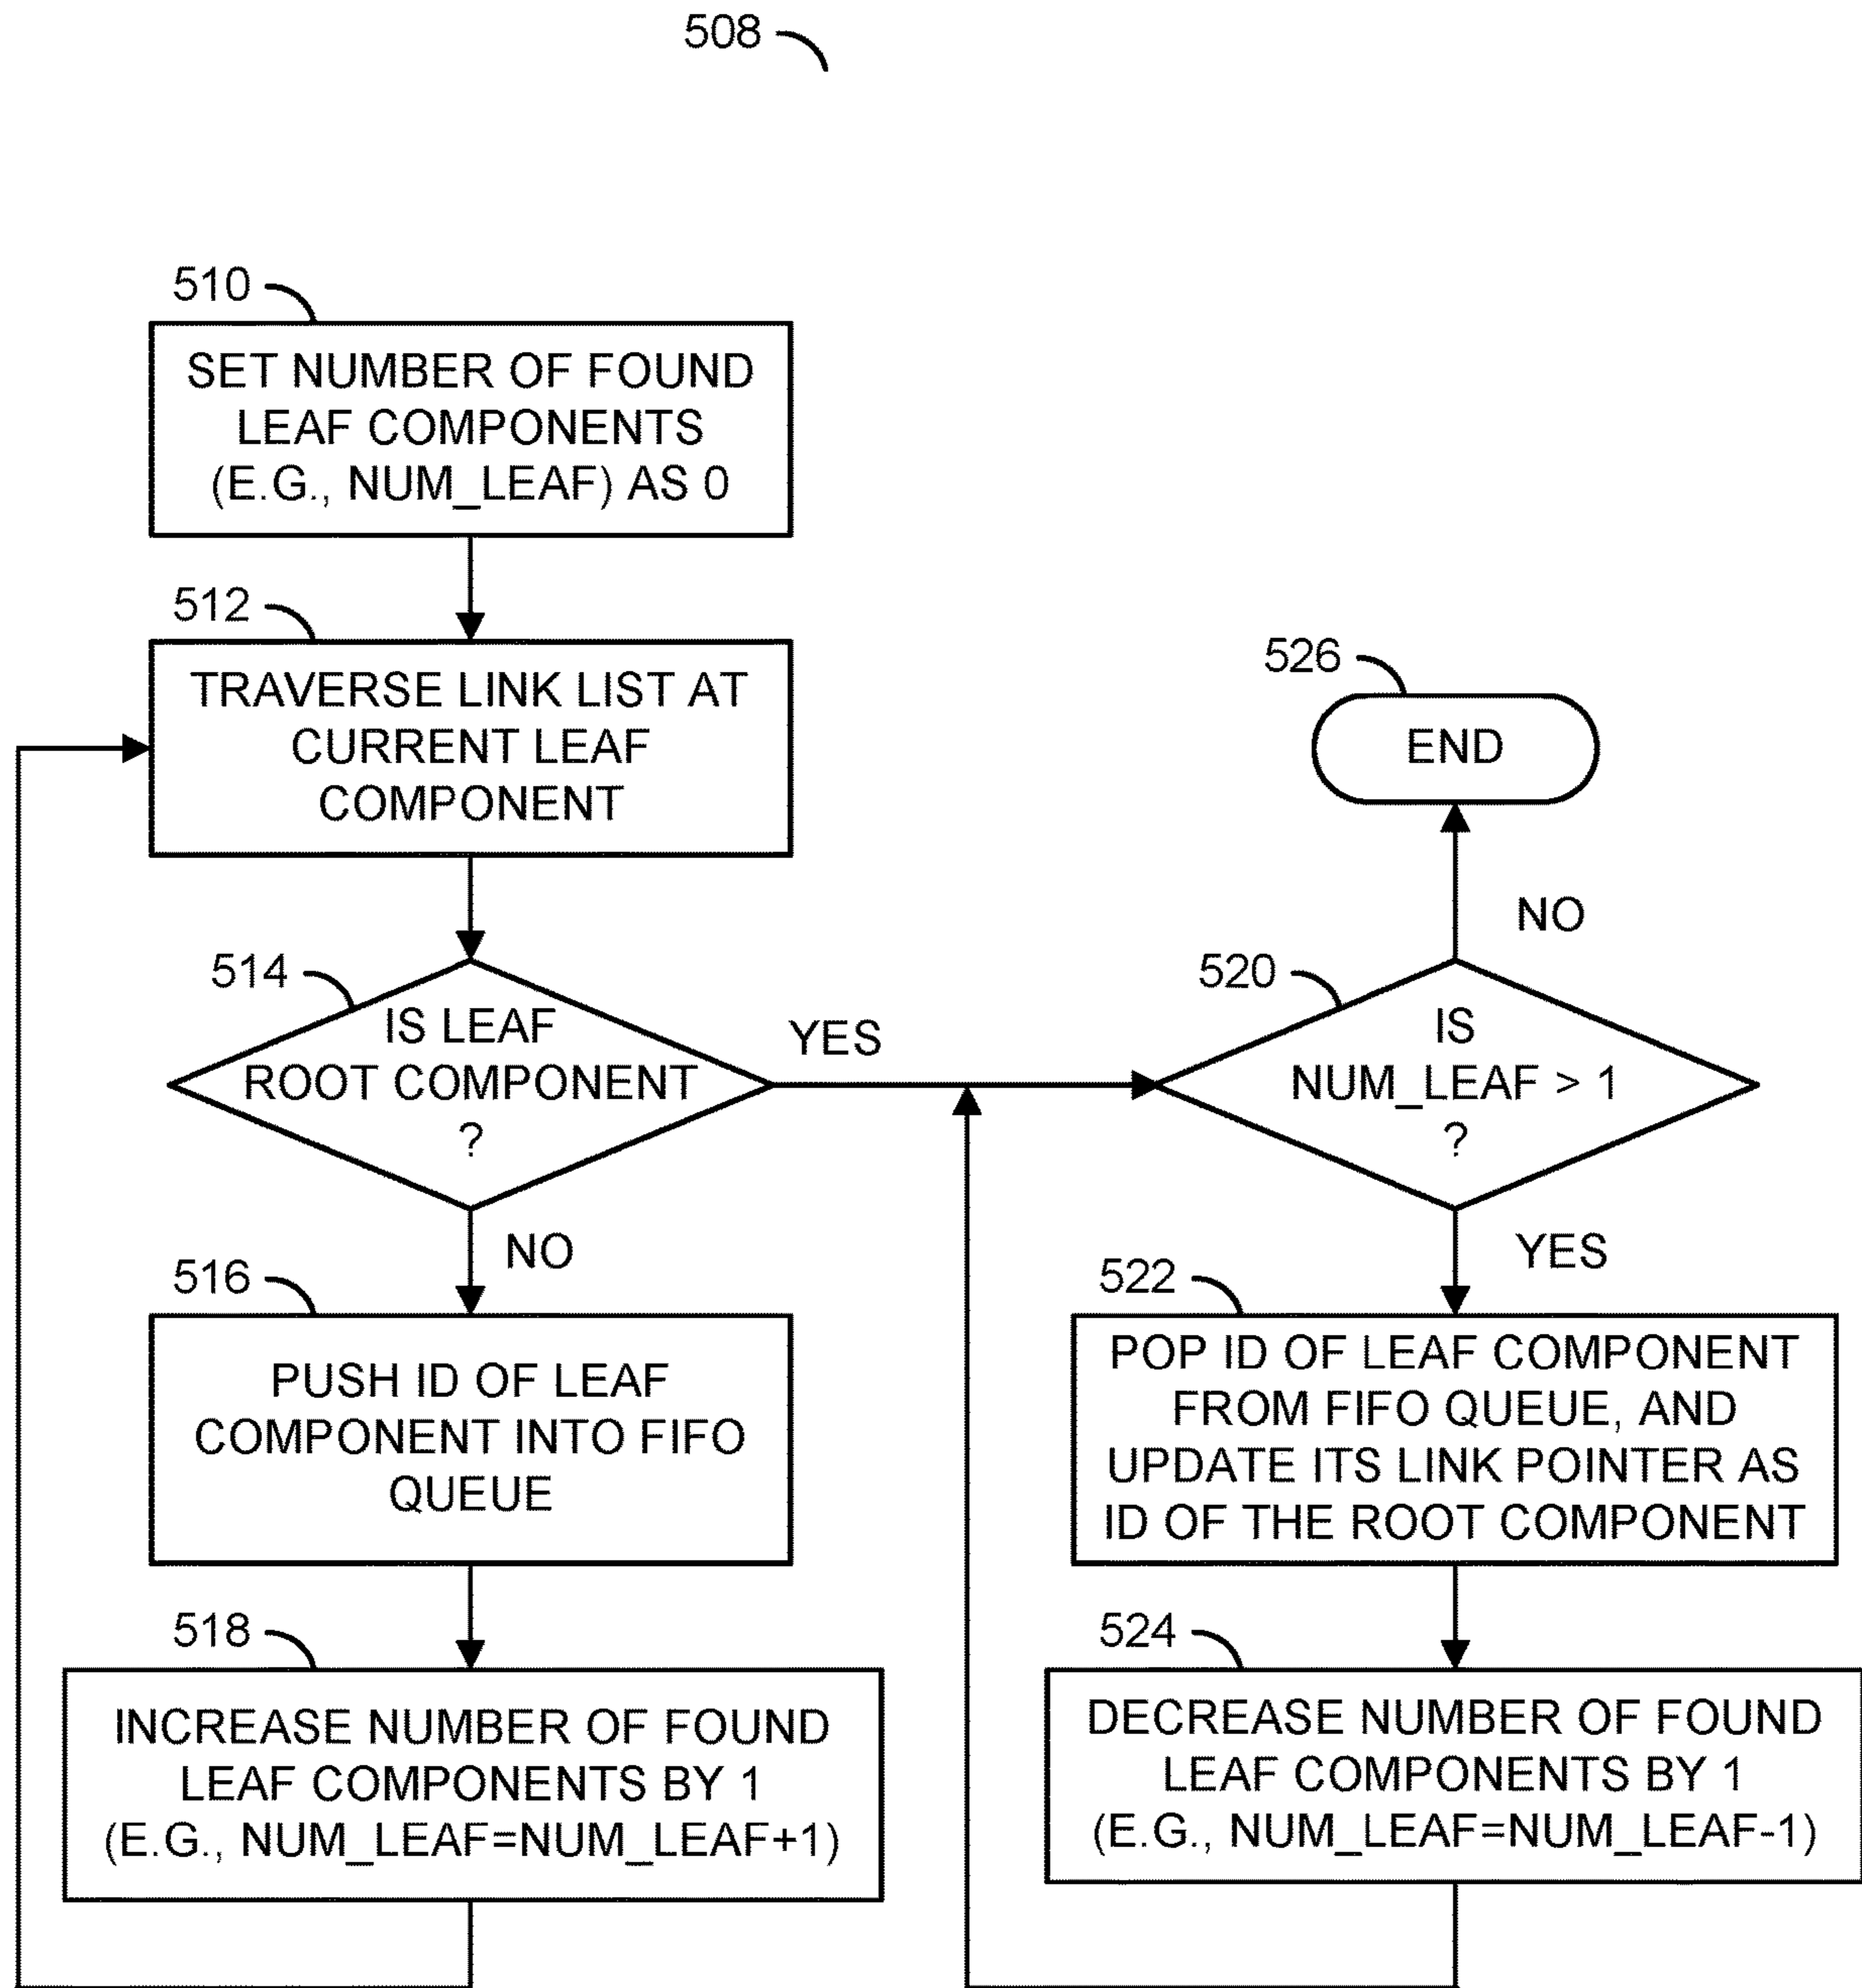 508
510
SET NUMBER OF FOUND
LEAF COMPONENTS
(E.G., NUM_LEAF) AS 0
512
TRAVERSE LINK LIST AT
CURRENT LEAF
COMPONENT
514
IS LEAF
ROOT COMPONENT
?
YES
NO
516
PUSH ID OF LEAF
COMPONENT INTO FIFO
QUEUE
518
INCREASE NUMBER OF FOUND
LEAF COMPONENTS BY 1
(E.G., NUM_LEAF=NUM_LEAF+1)
526
END
NO
520
IS
NUM_LEAF > 1
?
YES
522
POP ID OF LEAF COMPONENT
FROM FIFO QUEUE, AND
UPDATE ITS LINK POINTER AS
ID OF THE ROOT COMPONENT
524
DECREASE NUMBER OF FOUND
LEAF COMPONENTS BY 1
(E.G., NUM_LEAF=NUM_LEAF-1)